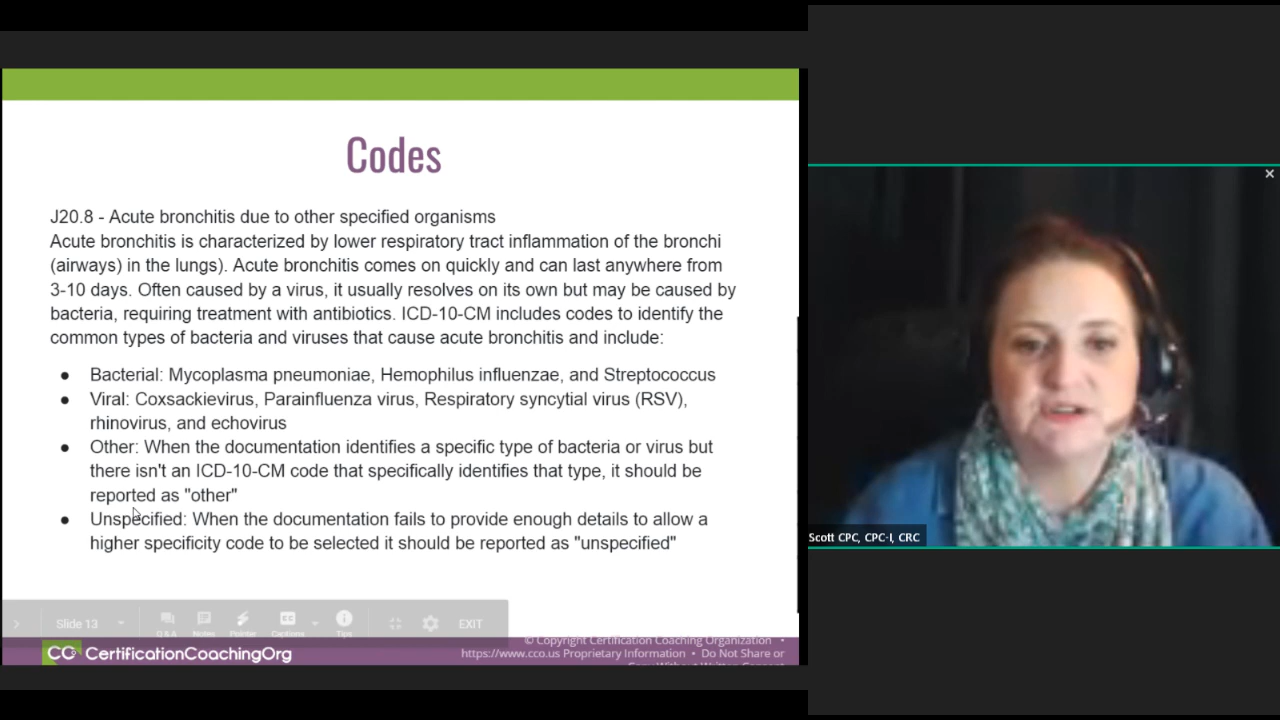 Codes
J20.8 - Acute bronchitis due to other specified organisms
Acute bronchitis is characterized by lower respiratory tract inflammation of the bronchi
(airways) in the lungs). Acute bronchitis comes on quickly and can last anywhere from
3-10 days. Often caused by a virus, it usually resolves on its own but may be caused by
bacteria, requiring treatment with antibiotics. ICD-10-CM includes codes to identify the
common types of bacteria and viruses that cause acute bronchitis and include:
● Bacterial: Mycoplasma pneumoniae, Hemophilus influenzae, and Streptococcus
● Viral: Coxsackievirus, Parainfluenza virus, Respiratory syncytial virus (RSV),
rhinovirus, and echovirus
● Other: When the documentation identifies a specific type of bacteria or virus but
there isn't an ICD-10-CM code that specifically identifies that type, it should be
reported as "other"
● Unspecified: When the documentation fails to provide enough details to allow a
higher specificity code to be selected it should be reported as "unspecified"
Slide 13
Q & A Notes Pointer Captions Tips
EXIT
CCO CertificationCoachingOrg
© Copyright Certification Coaching Organization •
https://www.cco.us Proprietary Information • Do Not Share or
Copy Without Written Consent
Scott CPC, CPC-I, CRC